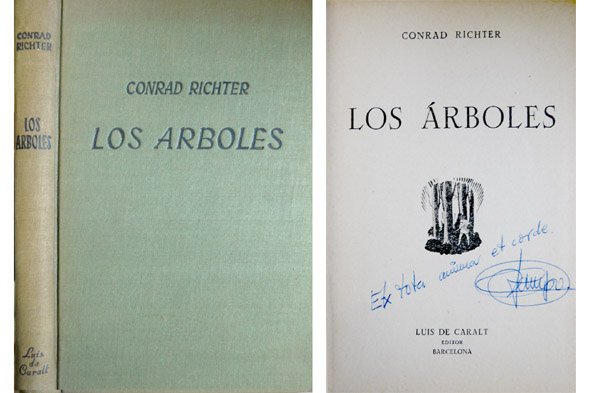 CONRAD
RICHTER
LOS
ARBOLES
Luis
de
Caralt
CONRAD RICHTER
LOS ARBOLES
CONRAD RICHTER
LOS ÁRBOLES
Ex tota anima et corde.
LUIS DE CARALT
EDITOR
BARCELONA